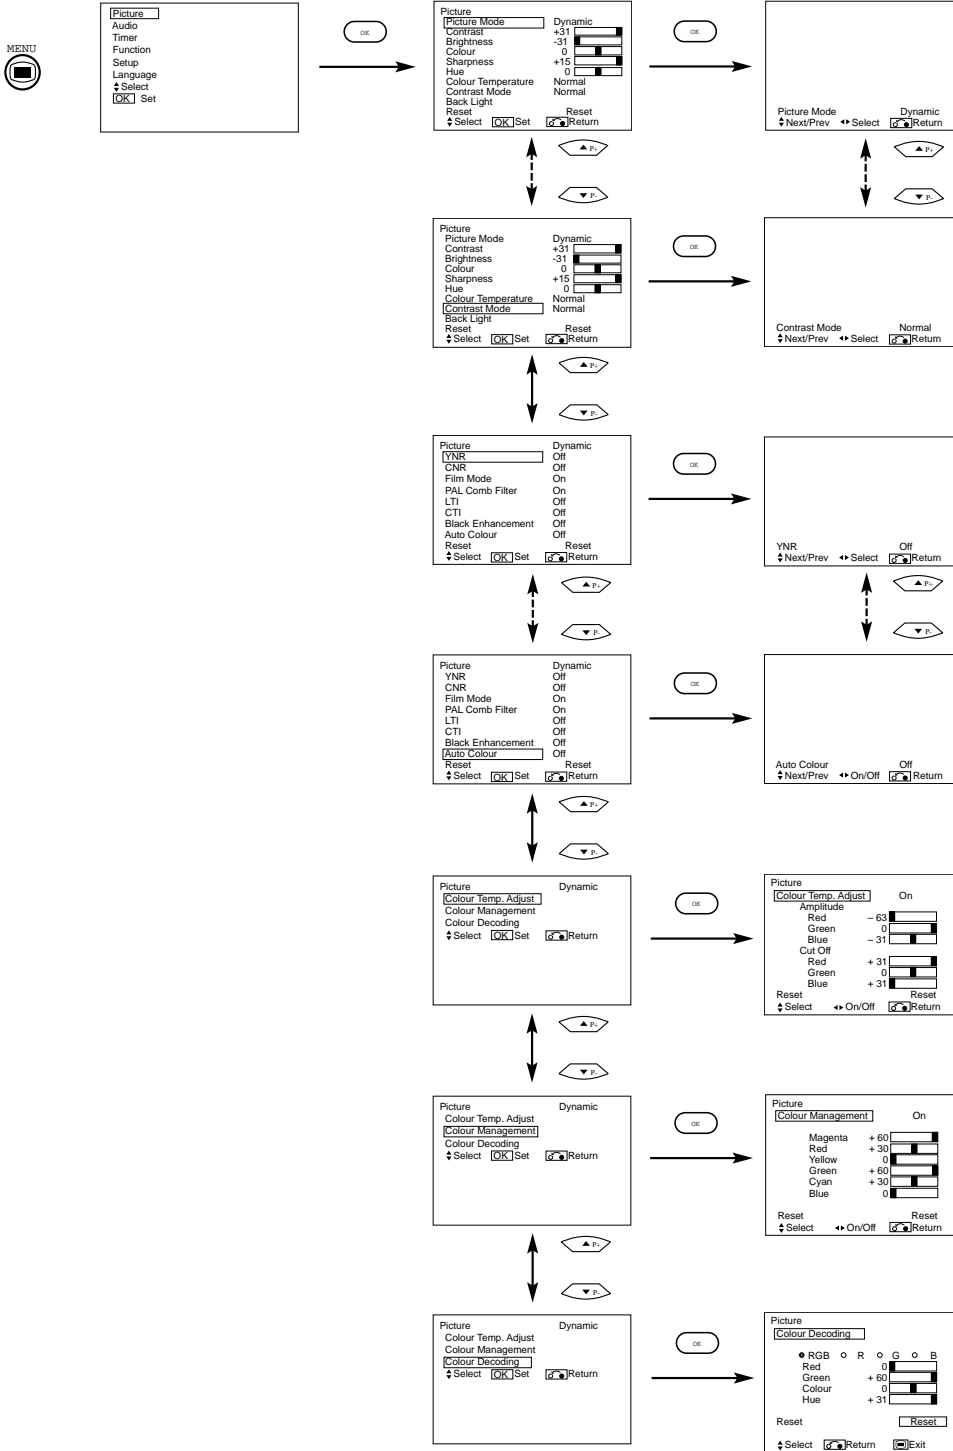 MENU
Picture
Audio
Timer
Function
Setup
Language
Select
OK Set
OK
Picture
Picture Mode Dynamic
Contrast +31
Brightness -31
Colour 0
Sharpness +15
Hue 0
Colour Temperature Normal
Contrast Mode Normal
Back Light
Reset Reset
Select OK Set Return
OK
Picture Mode Dynamic
Next/Prev Select Return
P+
P-
P+
P-
Picture
Picture Mode Dynamic
Contrast +31
Brightness -31
Colour 0
Sharpness +15
Hue 0
Colour Temperature Normal
Contrast Mode Normal
Back Light
Reset Reset
Select OK Set Return
OK
Contrast Mode Normal
Next/Prev Select Return
P+
P-
Picture Dynamic
YNR Off
CNR Off
Film Mode On
PAL Comb Filter On
LTI Off
CTI Off
Black Enhancement Off
Auto Colour Off
Reset Reset
Select OK Set Return
OK
YNR Off
Next/Prev Select Return
P+
P-
P+
P-
Picture Dynamic
YNR Off
CNR Off
Film Mode On
PAL Comb Filter On
LTI Off
CTI Off
Black Enhancement Off
Auto Colour Off
Reset Reset
Select OK Set Return
OK
Auto Colour Off
Next/Prev On/Off Return
P+
P-
Picture Dynamic
Colour Temp. Adjust
Colour Management
Colour Decoding
Select OK Set Return
OK
Picture
Colour Temp. Adjust On
Amplitude
Red – 63
Green 0
Blue – 31
Cut Off
Red + 31
Green 0
Blue + 31
Reset Reset
Select On/Off Return
P+
P-
Picture Dynamic
Colour Temp. Adjust
Colour Management
Colour Decoding
Select OK Set Return
OK
Picture
Colour Management On
Magenta + 60
Red + 30
Yellow 0
Green + 60
Cyan + 30
Blue 0
Reset Reset
Select On/Off Return
P+
P-
Picture Dynamic
Colour Temp. Adjust
Colour Management
Colour Decoding
Select OK Set Return
OK
Picture
Colour Decoding
RGB R G B
Red 0
Green + 60
Colour 0
Hue + 31
Reset Reset
Select Return Exit